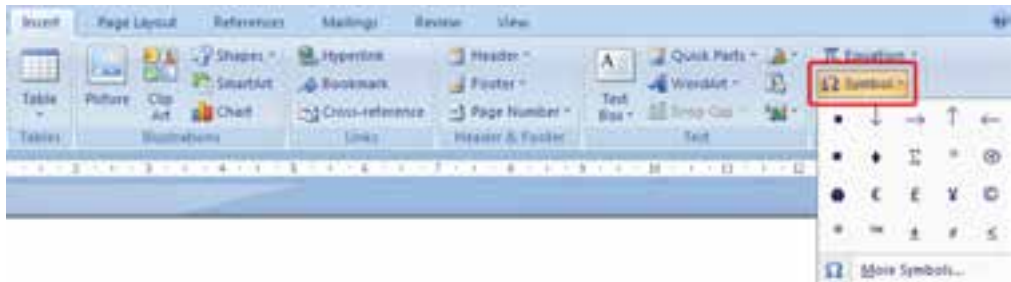 Insert Page Layout References Mailings Review View
Table
Tables
Picture Clip Art Shapes SmartArt Chart
Illustrations
Hyperlink
Bookmark
Cross-reference
Links
Header
Footer
Page Number
Header & Footer
Text Box Quick Parts WordArt Drop Cap
Text
Equation
Ω Symbol
• ↓ → ↑ ←
€ £ ¥ ©
™ ± ≠ ≤
Ω More Symbols...